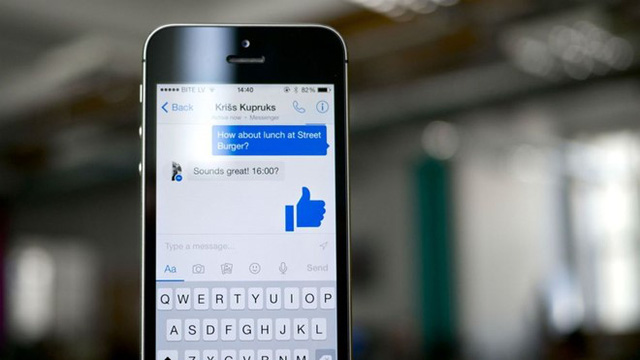 BITE LV 14:40 82%
Back Krišs Kupruks
Active now • Messenger
How about lunch at Street
Burger?
Sounds great! 16:00?
Type a message...
Aa Send
Q W E R T Y U I O P
A S D F G H J K L
Z X C V B N M